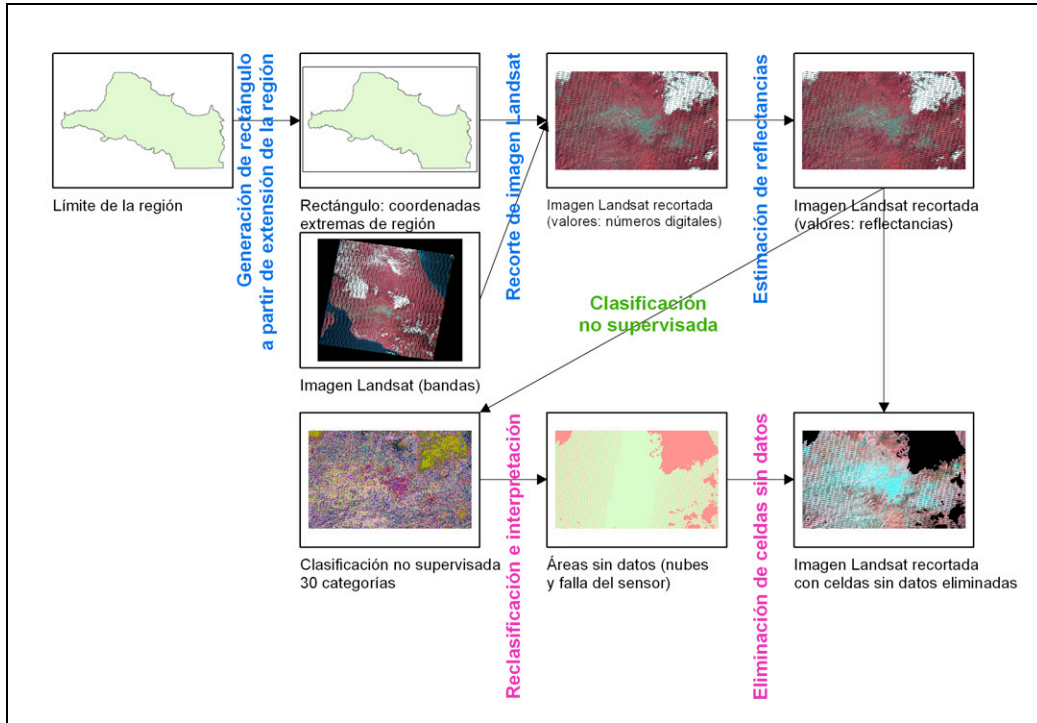 Límite de la región
Generación de rectángulo
a partir de extensión de la región
Rectángulo: coordenadas
extremas de región
Imagen Landsat (bandas)
Recorte de imagen Landsat
Imagen Landsat recortada
(valores: números digitales)
Estimación de reflectancias
Imagen Landsat recortada
(valores: reflectancias)
Clasificación
no supervisada
Clasificación no supervisada
30 categorías
Reclasificación e interpretación
Áreas sin datos (nubes
y falla del sensor)
Eliminación de celdas sin datos
Imagen Landsat recortada
con celdas sin datos eliminadas